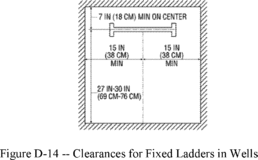 7 IN (18 CM) MIN ON CENTER
15 IN
(38 CM)
MIN
15 IN
(38 CM)
MIN
27 IN-30 IN
(69 CM-76 CM)
Figure D-14 -- Clearances for Fixed Ladders in Wells